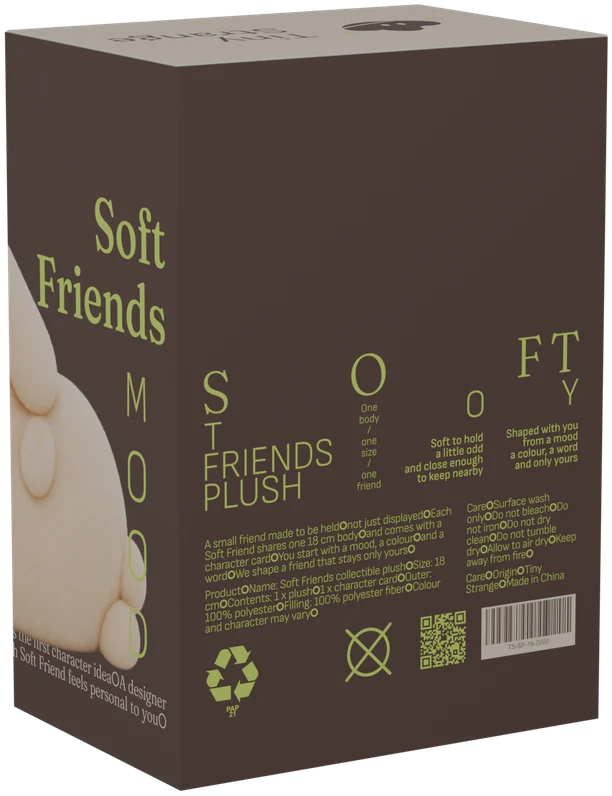 Tiny
Strange
Soft
Friends
M
O
O
D
s the first character ideaOA designer
n Soft Friend feels personal to youO
S O FT
T O Y
FRIENDS
PLUSH
One
body
/
one
size
/
one
friend
Soft to hold
a little odd
and close enough
to keep nearby
Shaped with you
from a mood
a colour, a word
and only yours
A small friend made to be heldOnot just displayedOEach
Soft Friend shares one 18 cm bodyOand comes with a
character cardOYou start with a mood, a colourOand a
wordOWe shape a friend that stays only yoursO
ProductOName: Soft Friends collectible plushOSize: 18
cmOContents: 1 x plushO1 x character cardOOuter:
100% polyesterOFilling: 100% polyester fiberOColour
and character may varyO
CareOSurface wash
onlyODo not bleachODo
not ironODo not dry
cleanODo not tumble
dryOAllow to air dryOKeep
away from fireO
CareOOriginOTiny
StrangeOMade in China
PAP
21
TS-SF-18-0000